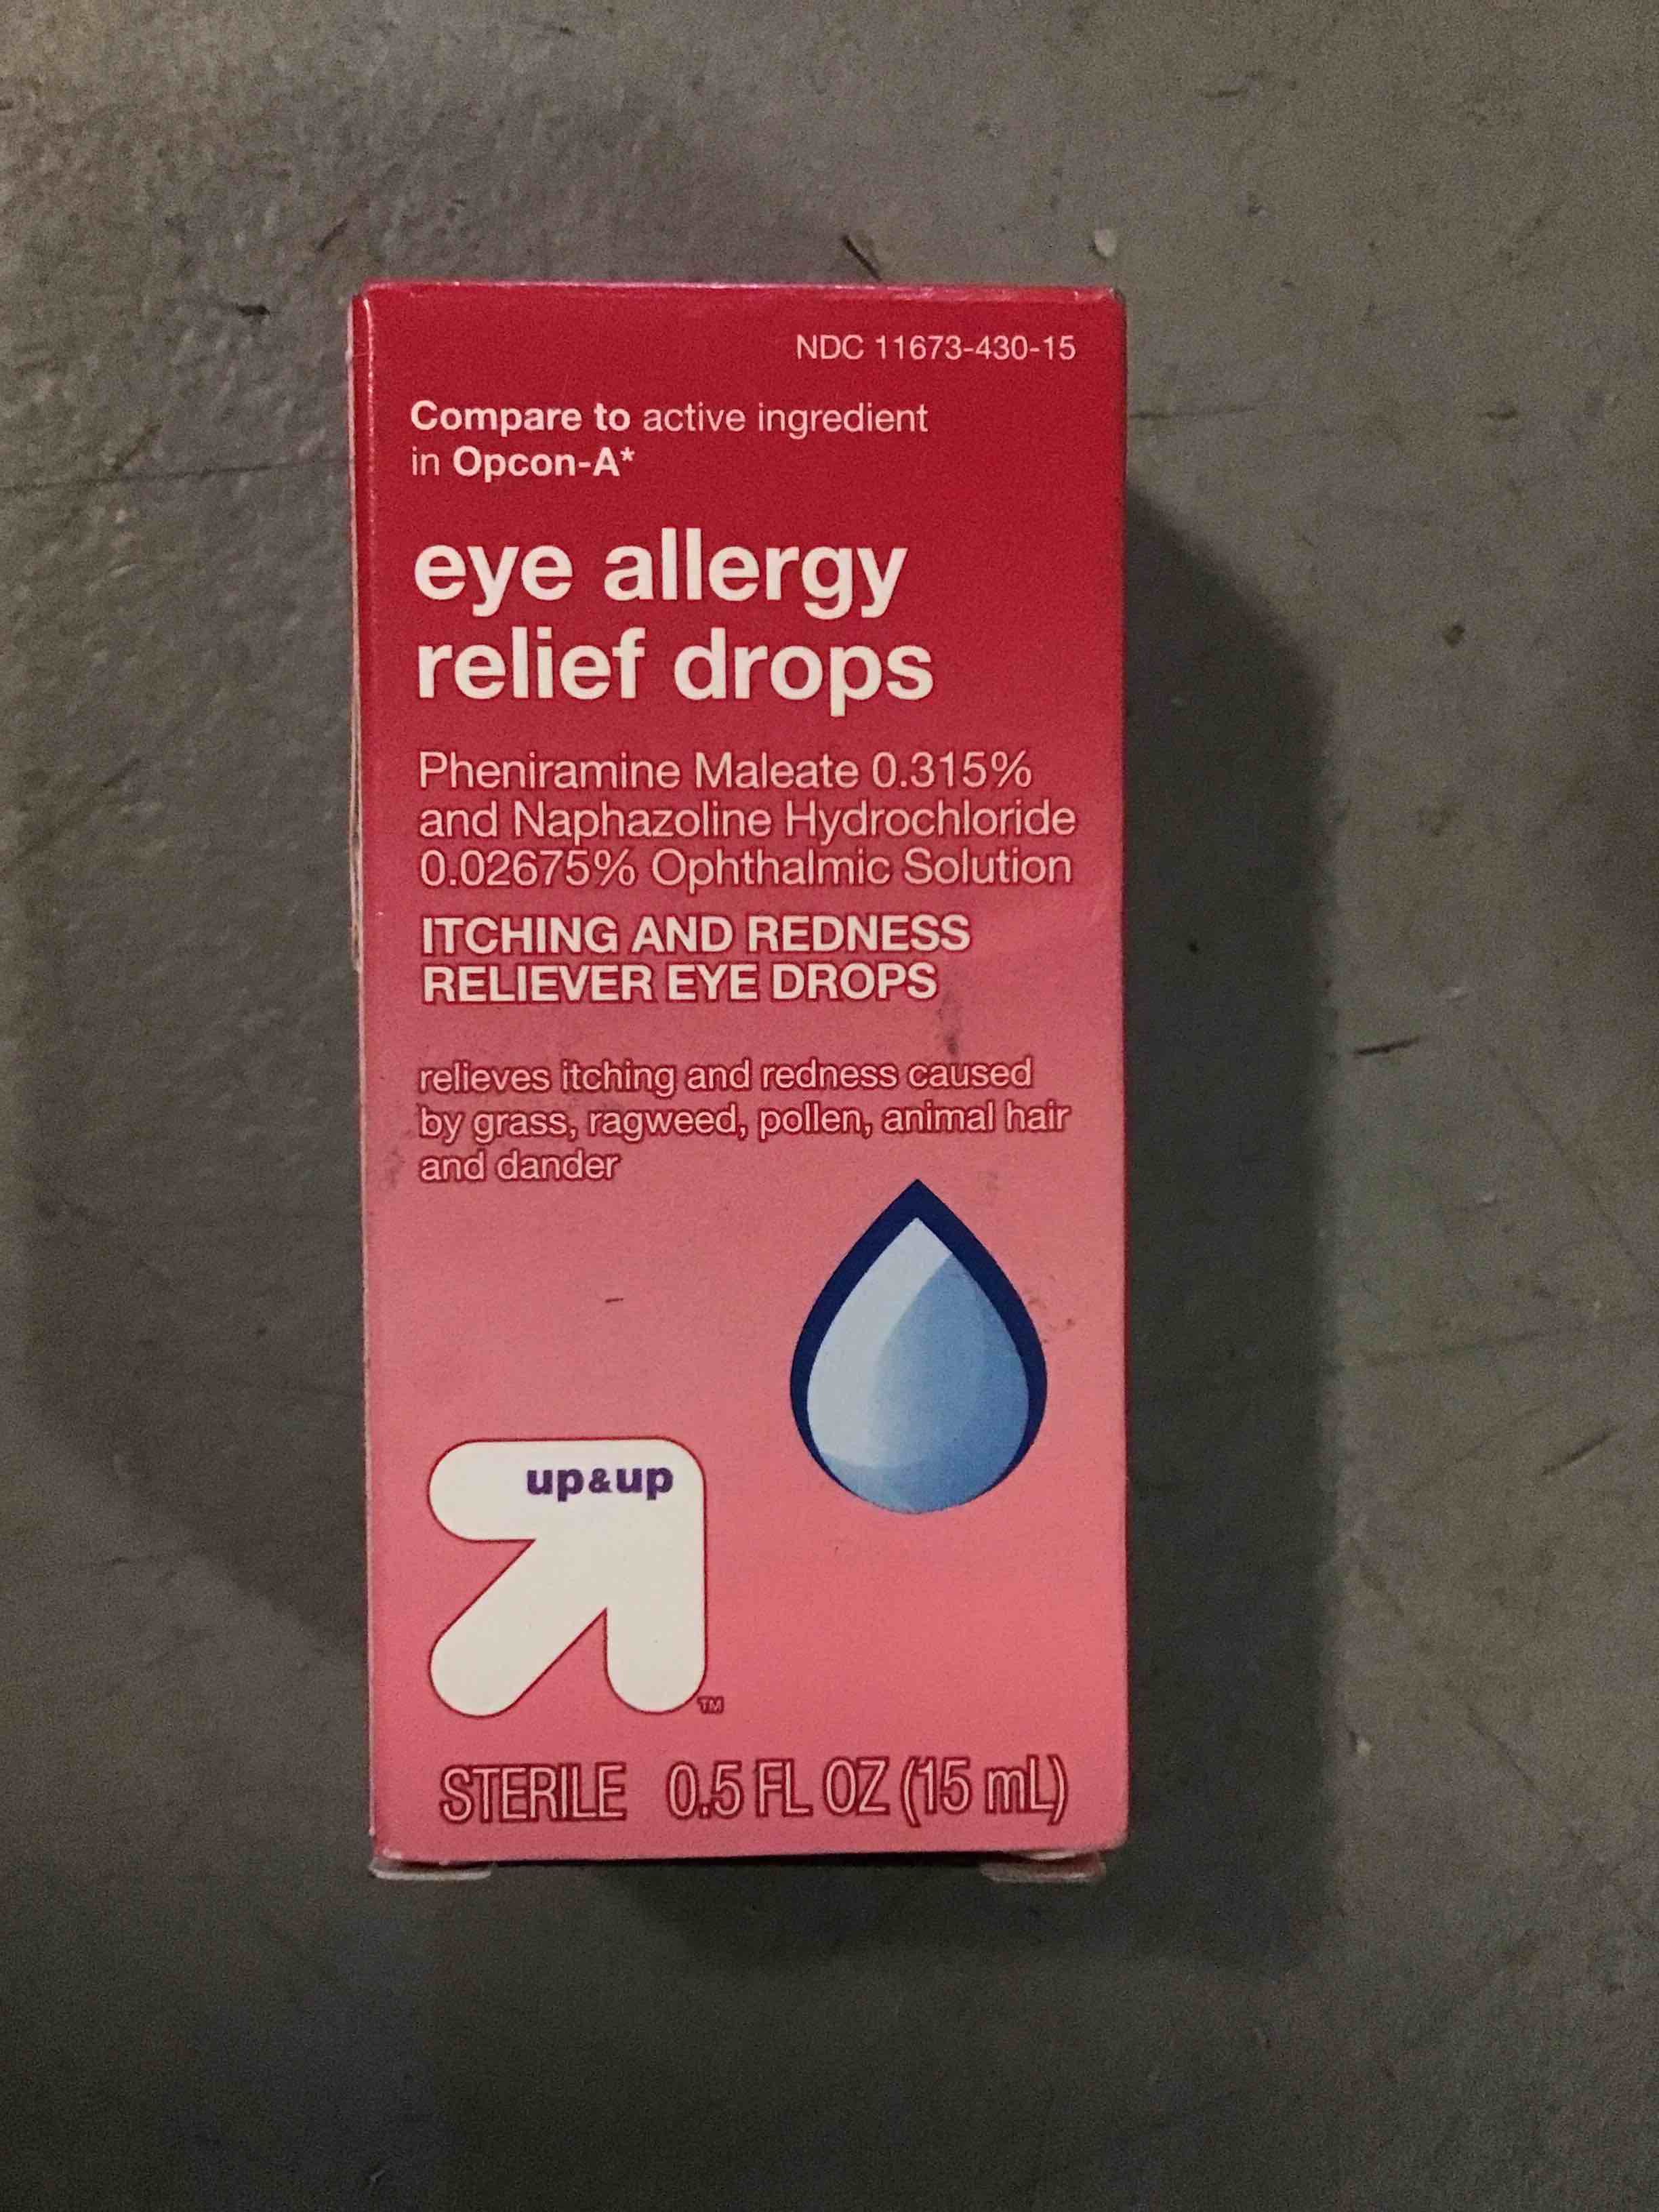 NDC 11673-430-15
Compare to active ingredient
in Opcon-A*
eye allergy
relief drops
Pheniramine Maleate 0.315%
and Naphazoline Hydrochloride
0.02675% Ophthalmic Solution
ITCHING AND REDNESS
RELIEVER EYE DROPS
relieves itching and redness caused
by grass, ragweed, pollen, animal hair
and dander
up&up
TM
STERILE 0.5 FL OZ (15 mL)